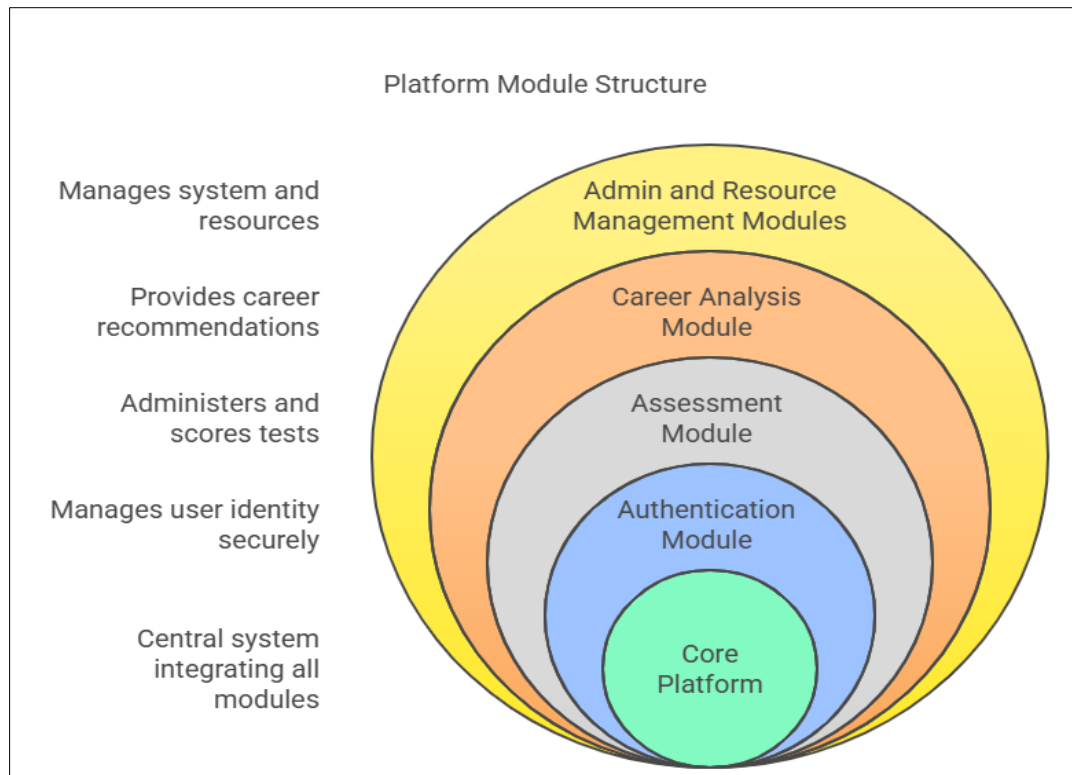 Platform Module Structure
Manages system and
resources
Admin and Resource
Management Modules
Provides career
recommendations
Career Analysis
Module
Administers and
scores tests
Assessment
Module
Manages user identity
securely
Authentication
Module
Central system
integrating all
modules
Core
Platform